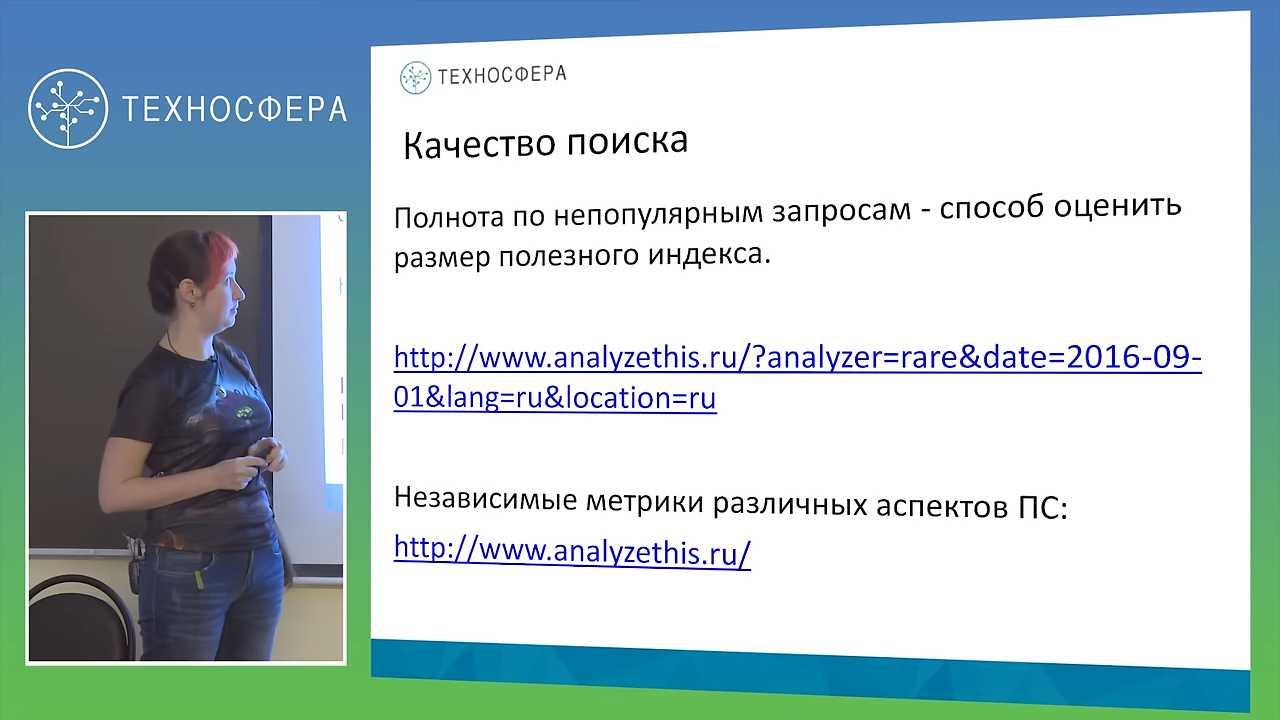 ТЕХНОСФЕРА
ТЕХНОСФЕРА
Качество поиска
Полнота по непопулярным запросам - способ оценить
размер полезного индекса.
http://www.analyzethis.ru/?analyzer=rare&date=2016-09-
01&lang=ru&location=ru
Независимые метрики различных аспектов ПС:
http://www.analyzethis.ru/